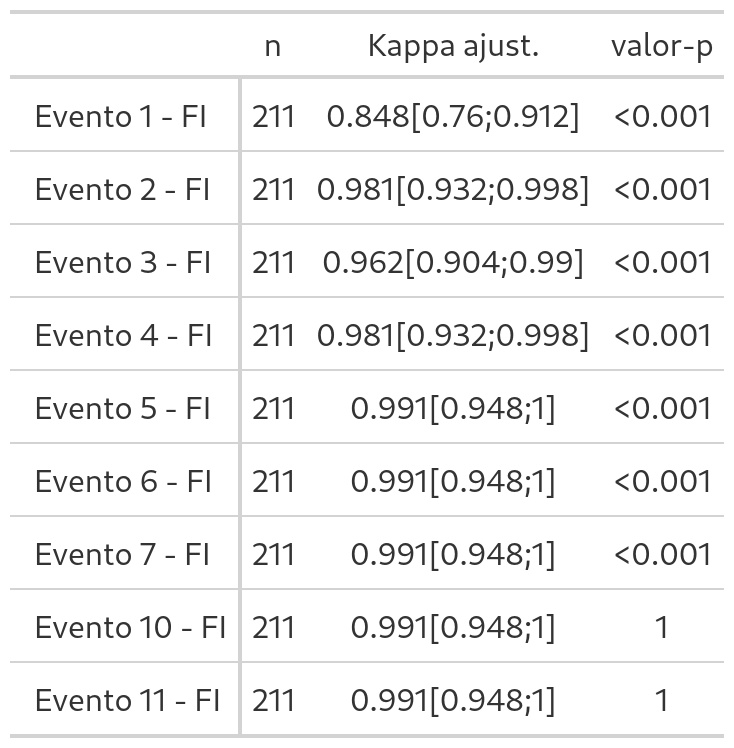 n Kappa ajust. valor-p
Evento 1 - FI 211 0.848[0.76;0.912] <0.001
Evento 2 - FI 211 0.981[0.932;0.998] <0.001
Evento 3 - FI 211 0.962[0.904;0.99] <0.001
Evento 4 - FI 211 0.981[0.932;0.998] <0.001
Evento 5 - FI 211 0.991[0.948;1] <0.001
Evento 6 - FI 211 0.991[0.948;1] <0.001
Evento 7 - FI 211 0.991[0.948;1] <0.001
Evento 10 - FI 211 0.991[0.948;1] 1
Evento 11 - FI 211 0.991[0.948;1] 1